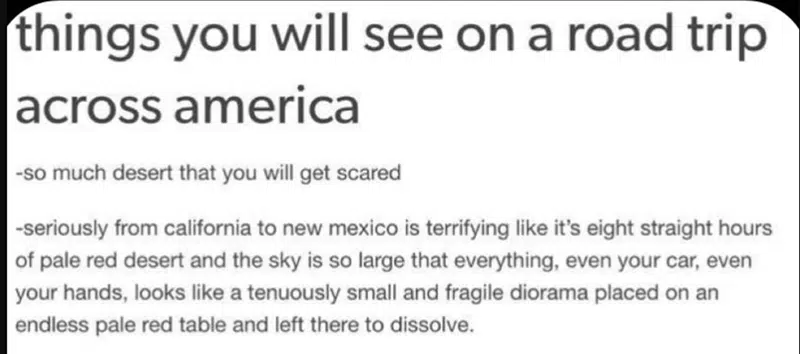 things you will see on a road trip
across america
-so much desert that you will get scared
-seriously from california to new mexico is terrifying like it's eight straight hours
of pale red desert and the sky is so large that everything, even your car, even
your hands, looks like a tenuously small and fragile diorama placed on an
endless pale red table and left there to dissolve.